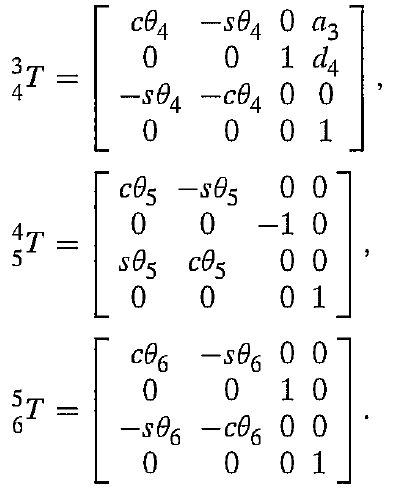 ³₄T = [ cθ₄ −sθ₄ 0 a₃
0 0 1 d₄
−sθ₄ −cθ₄ 0 0
0 0 0 1 ] ,
⁴₅T = [ cθ₅ −sθ₅ 0 0
0 0 −1 0
sθ₅ cθ₅ 0 0
0 0 0 1 ] ,
⁵₆T = [ cθ₆ −sθ₆ 0 0
0 0 1 0
−sθ₆ −cθ₆ 0 0
0 0 0 1 ] .